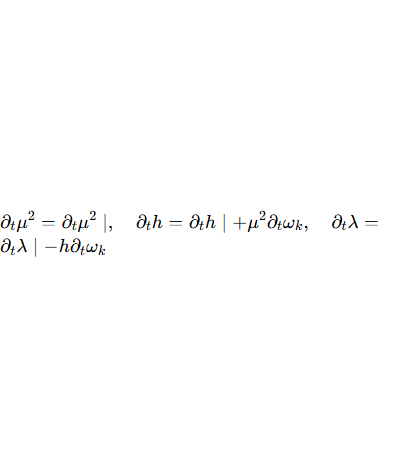 ∂ₜμ² = ∂ₜμ² |, ∂ₜh = ∂ₜh | +μ²∂ₜωₖ, ∂ₜλ =
∂ₜλ | −h∂ₜωₖ